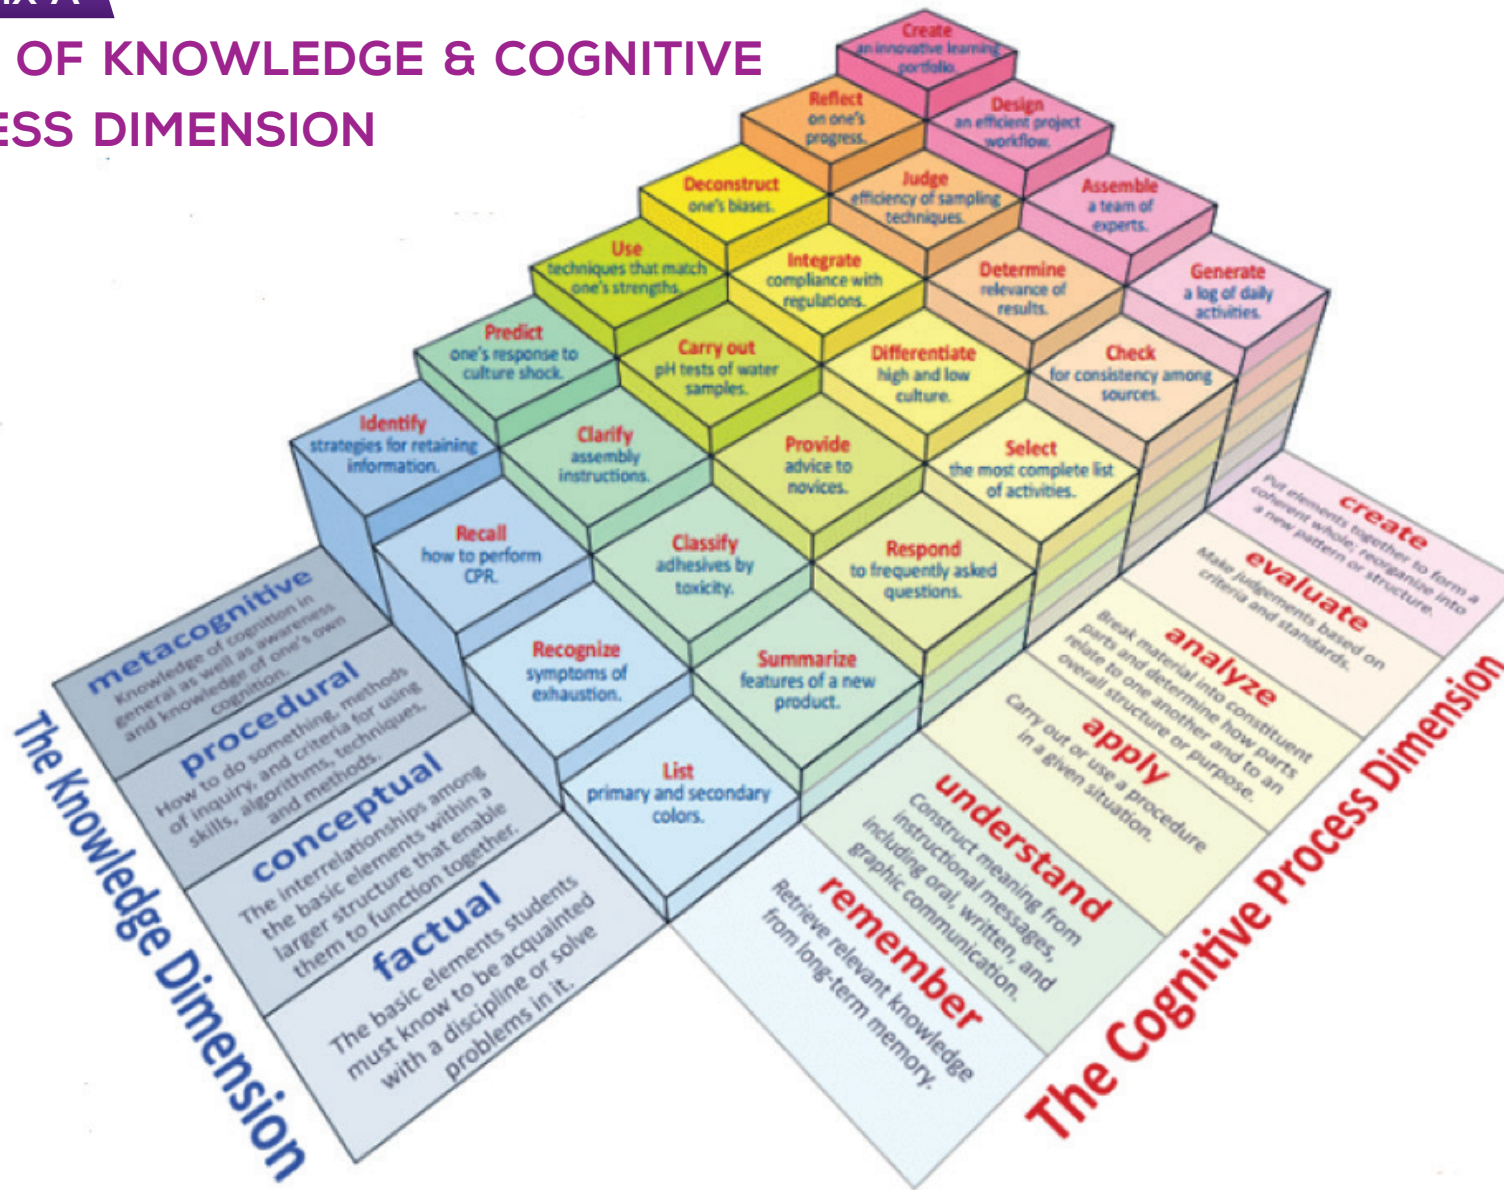 OF KNOWLEDGE & COGNITIVE
ESS DIMENSION
Create
an innovative learning
portfolio.
Reflect
on one's
progress.
Design
an efficient project
workflow.
Deconstruct
one's biases.
Judge
efficiency of sampling
techniques.
Assemble
a team of
experts.
Use
techniques that match
one's strengths.
Integrate
compliance with
regulations.
Determine
relevance of
results.
Generate
a log of daily
activities.
Predict
one's response to
culture shock.
Carry out
pH tests of water
samples.
Differentiate
high and low
culture.
Check
for consistency among
sources.
Identify
strategies for retaining
information.
Clarify
assembly
instructions.
Provide
advice to
novices.
Select
the most complete list
of activities.
Recall
how to perform
CPR.
Classify
adhesives by
toxicity.
Respond
to frequently asked
questions.
Recognize
symptoms of
exhaustion.
Summarize
features of a new
product.
List
primary and secondary
colors.
metacognitive
Knowledge of cognition in
general as well as awareness
and knowledge of one's own
cognition.
procedural
How to do something, methods
of inquiry, and criteria for using
skills, algorithms, techniques,
and methods.
conceptual
The interrelationships among
the basic elements within a
larger structure that enable
them to function together.
factual
The basic elements students
must know to be acquainted
with a discipline or solve
problems in it.
The Knowledge Dimension
create
Put elements together to form a
coherent whole; reorganize into
a new pattern or structure.
evaluate
Make judgements based on
criteria and standards.
analyze
Break material into constituent
parts and determine how parts
relate to one another and to an
overall structure or purpose.
apply
Carry out or use a procedure
in a given situation.
understand
Construct meaning from
instructional messages,
including oral, written, and
graphic communication.
remember
Retrieve relevant knowledge
from long-term memory.
The Cognitive Process Dimension